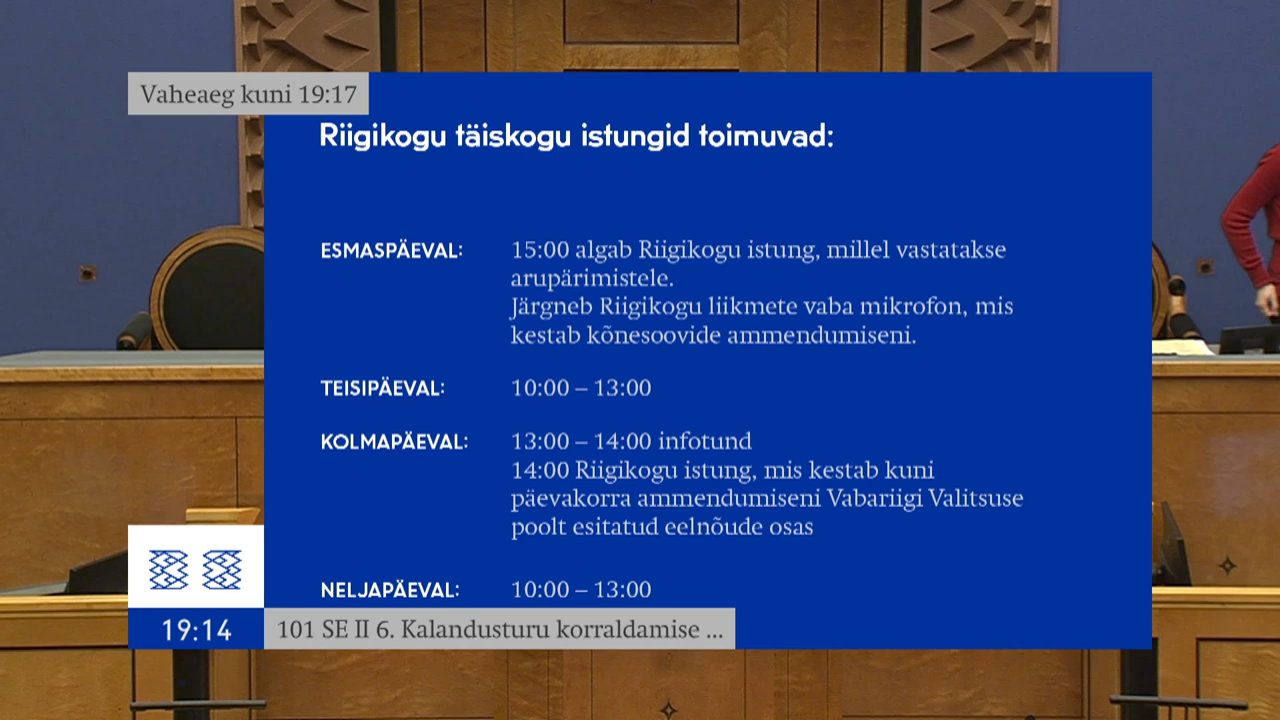 Vaheaeg kuni 19:17
Riigikogu täiskogu istungid toimuvad:
ESMASPÄEVAL:
15:00 algab Riigikogu istung, millel vastatakse
arupärimistele.
Järgneb Riigikogu liikmete vaba mikrofon, mis
kestab kõnesoovide ammendumiseni.
TEISIPÄEVAL:
10:00 – 13:00
KOLMAPÄEVAL:
13:00 – 14:00 infotund
14:00 Riigikogu istung, mis kestab kuni
päevakorra ammendumiseni Vabariigi Valitsuse
poolt esitatud eelnõude osas
NELJAPÄEVAL:
10:00 – 13:00
19:14
101 SE II 6. Kalandusturu korraldamise ...